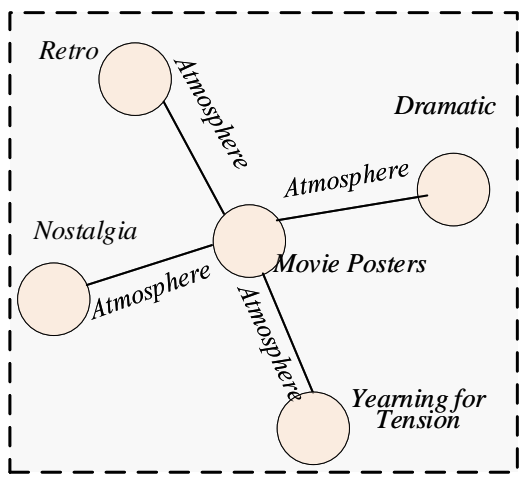 Retro
Atmosphere
Dramatic
Atmosphere
Nostalgia
Movie Posters
Atmosphere
Atmosphere
Yearning for
Tension